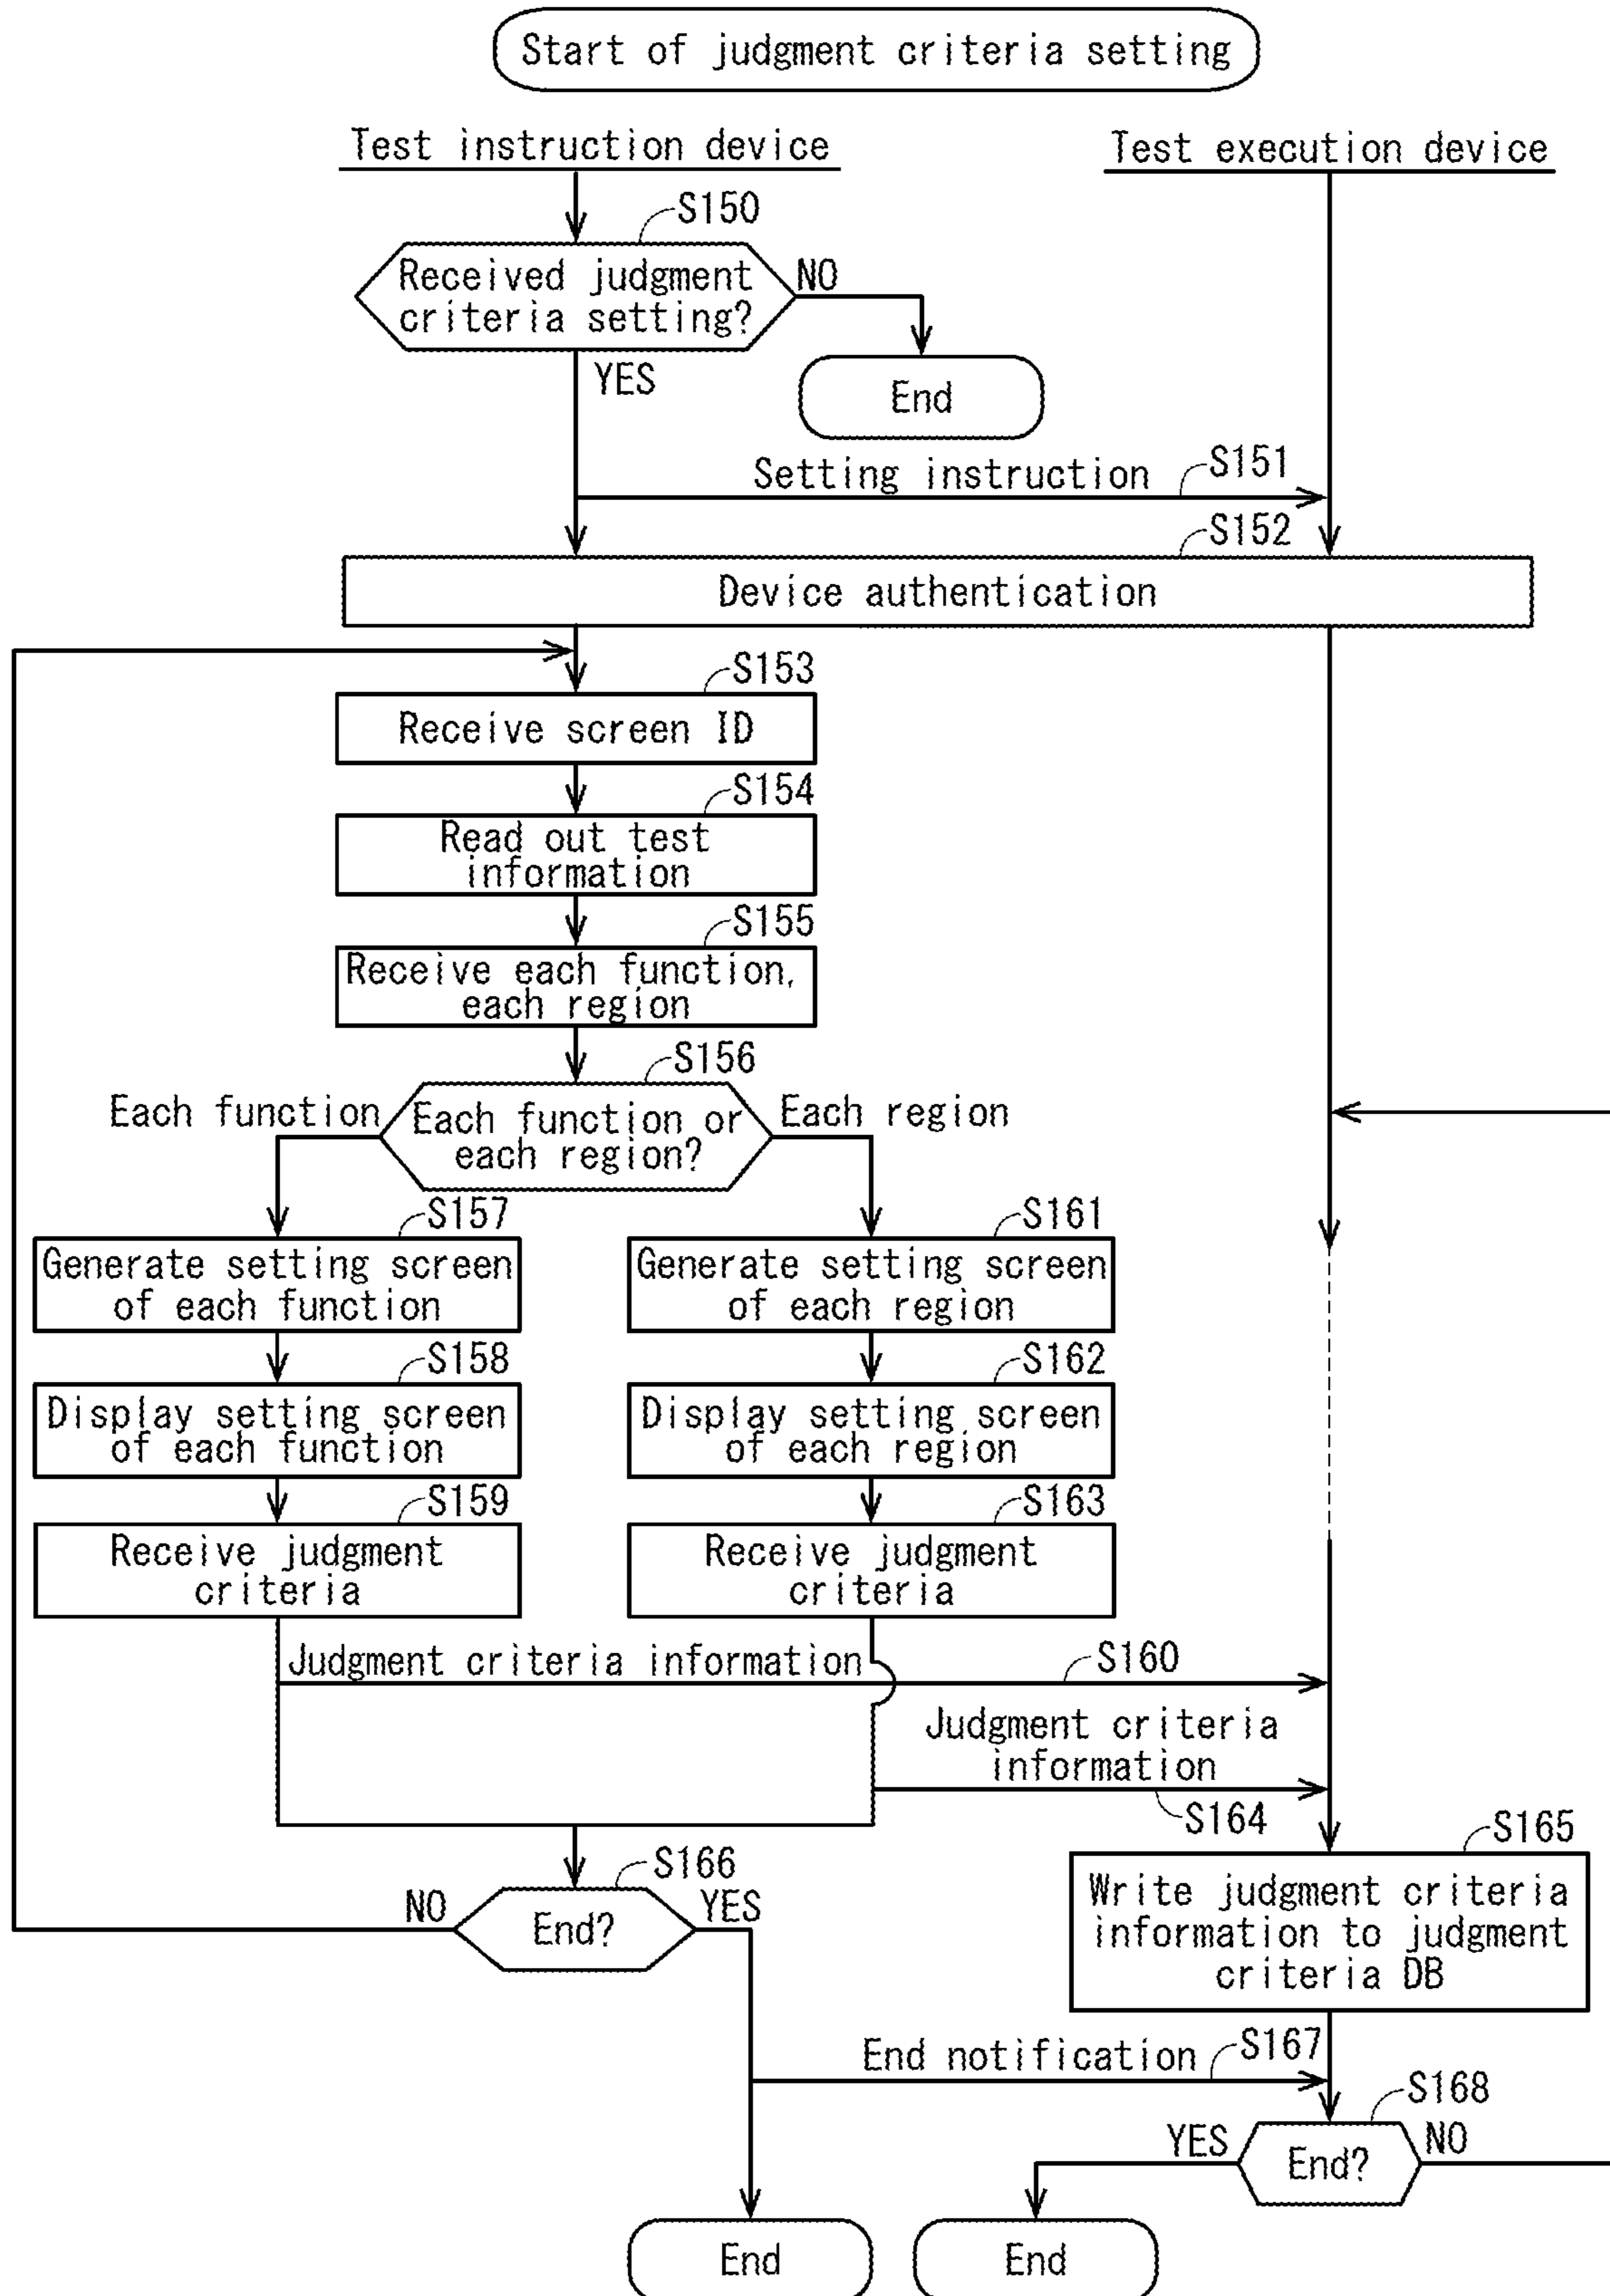 Start of judgment criteria setting
Test instruction device
Test execution device
S150
Received judgment
criteria setting?
NO
YES
End
Setting instruction
S151
S152
Device authentication
S153
Receive screen ID
S154
Read out test
information
S155
Receive each function,
each region
S156
Each function
Each function or
each region?
Each region
S157
Generate setting screen
of each function
S161
Generate setting screen
of each region
S158
Display setting screen
of each function
S162
Display setting screen
of each region
S159
Receive judgment
criteria
S163
Receive judgment
criteria
Judgment criteria information
S160
Judgment criteria
information
S164
S165
Write judgment criteria
information to judgment
criteria DB
S166
NO
End?
YES
End notification
S167
S168
YES
End?
NO
End
End